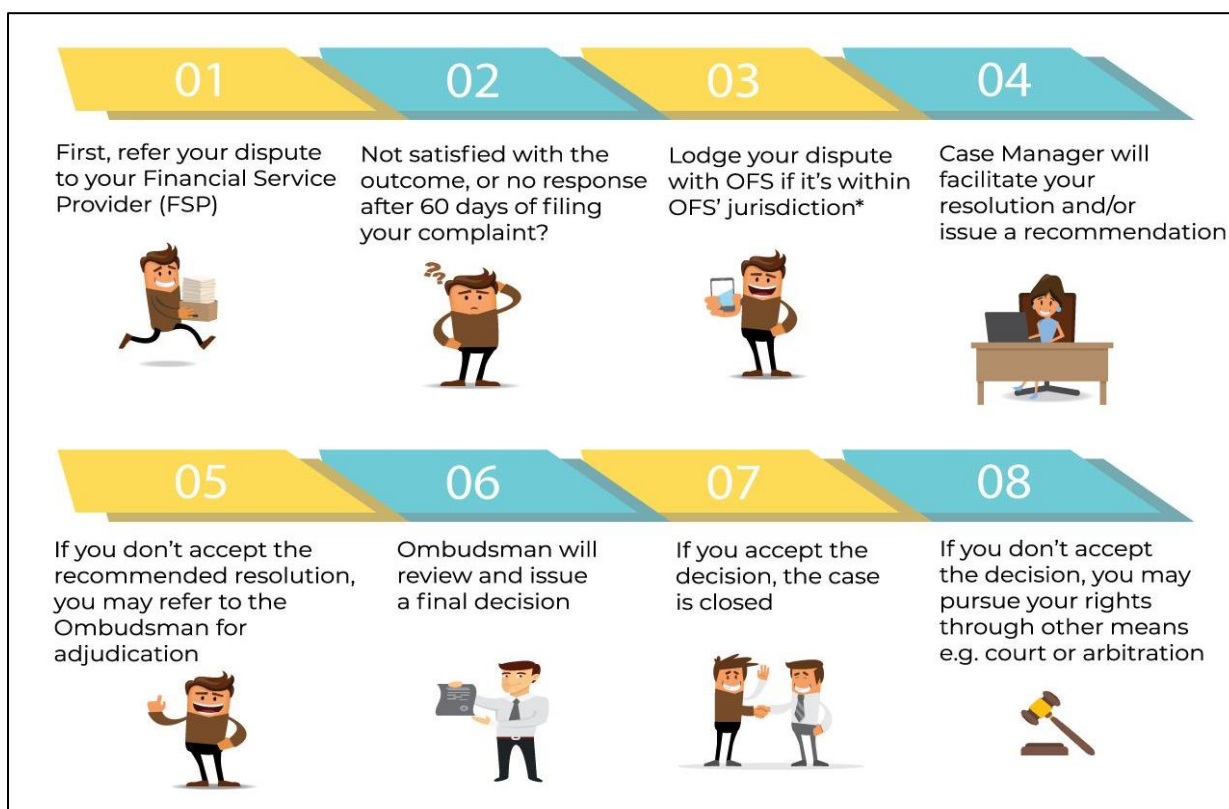 01
First, refer your dispute
to your Financial Service
Provider (FSP)
02
Not satisfied with the
outcome, or no response
after 60 days of filing
your complaint?
03
Lodge your dispute
with OFS if it's within
OFS' jurisdiction*
04
Case Manager will
facilitate your
resolution and/or
issue a recommendation
05
If you don't accept the
recommended resolution,
you may refer to the
Ombudsman for
adjudication
06
Ombudsman will
review and issue
a final decision
07
If you accept the
decision, the case
is closed
08
If you don't accept
the decision, you may
pursue your rights
through other means
e.g. court or arbitration